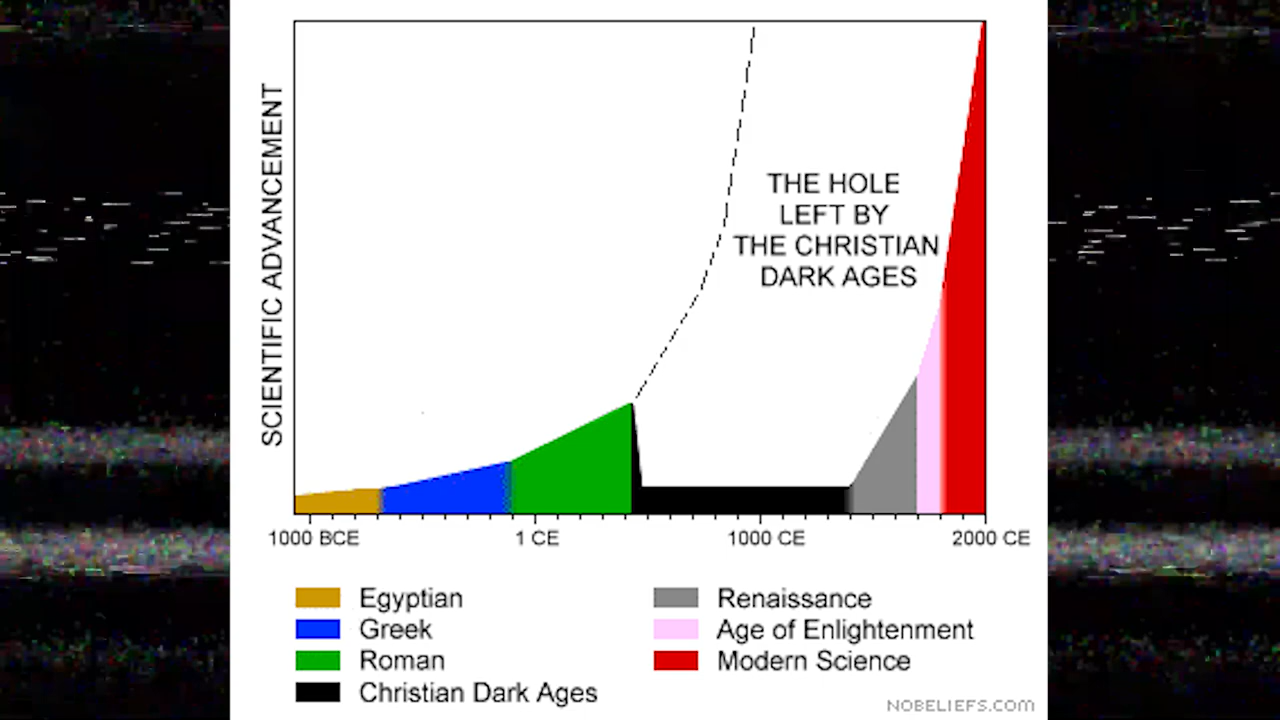 SCIENTIFIC ADVANCEMENT
THE HOLE
LEFT BY
THE CHRISTIAN
DARK AGES
1000 BCE
1 CE
1000 CE
2000 CE
Egyptian
Greek
Roman
Christian Dark Ages
Renaissance
Age of Enlightenment
Modern Science
NOBELIEFS.COM